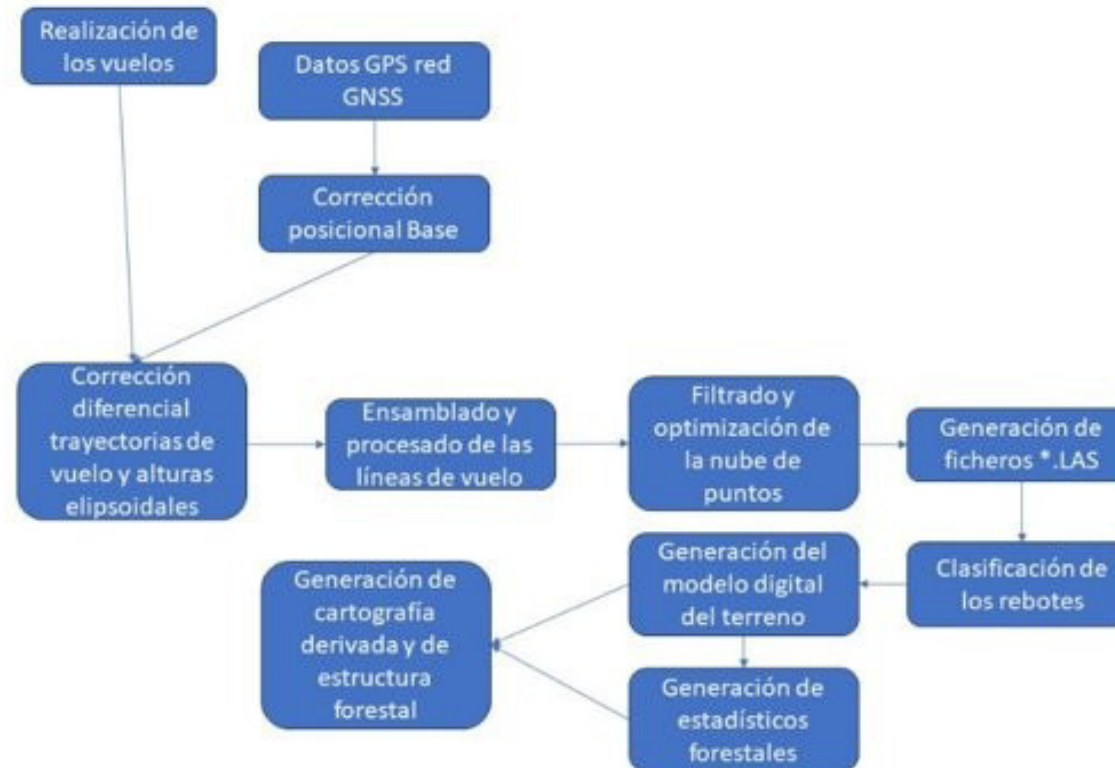 Realización de
los vuelos
Datos GPS red
GNSS
Corrección
posicional Base
Corrección
diferencial
trayectorias de
vuelo y alturas
elipsoidales
Ensamblado y
procesado de las
líneas de vuelo
Filtrado y
optimización de
la nube de
puntos
Generación de
ficheros *.LAS
Clasificación de
los rebotes
Generación del
modelo digital
del terreno
Generación de
estadísticos
forestales
Generación de
cartografía
derivada y de
estructura
forestal